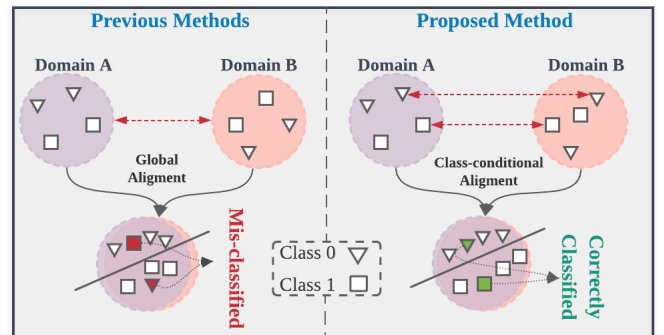 Previous Methods
Domain A
Domain B
Global
Aligment
Mis-classified
Proposed Method
Domain A
Domain B
Class-conditional
Aligment
Correctly
Classified
Class 0
Class 1